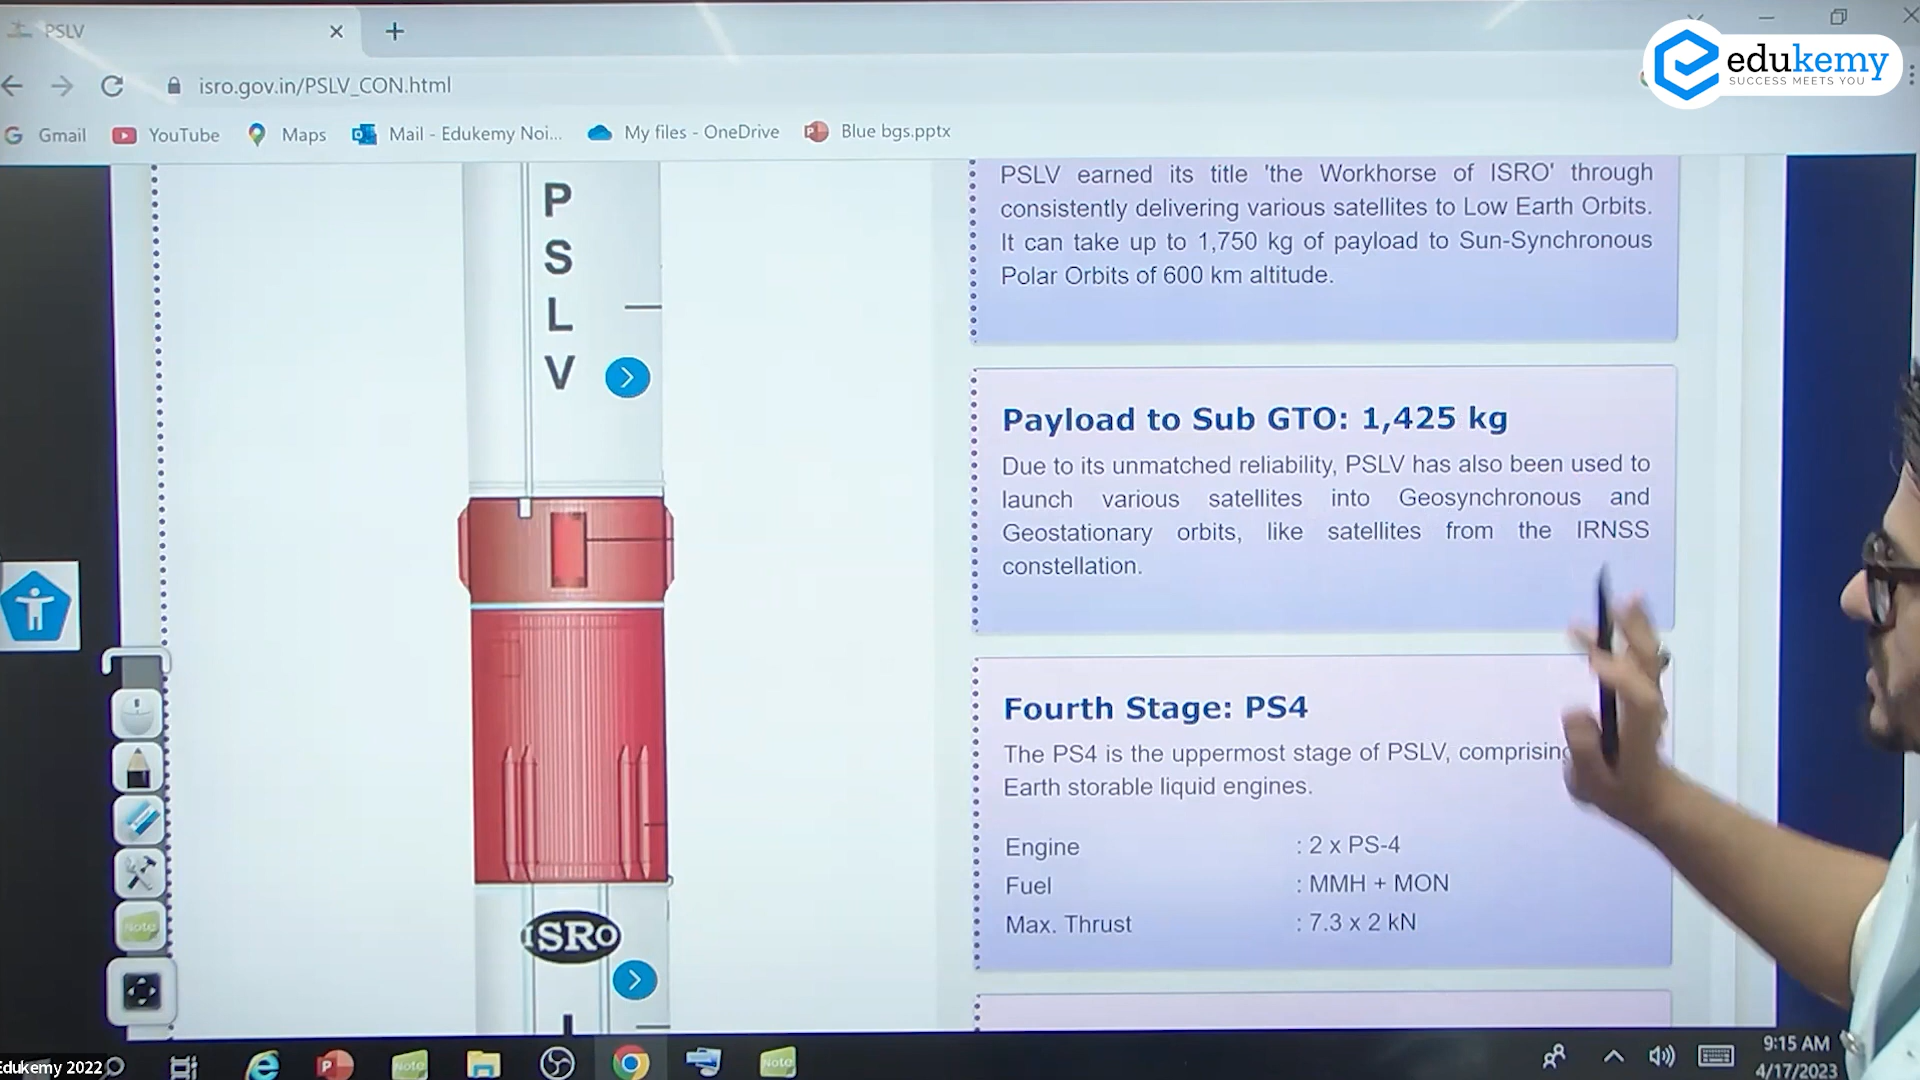 PSLV
edukemy
SUCCESS MEETS YOU
isro.gov.in/PSLV_CON.html
Gmail
YouTube
Maps
Mail - Edukemy Noi...
My files - OneDrive
Blue bgs.pptx
P
S
L
V
ISRO
PSLV earned its title 'the Workhorse of ISRO' through
consistently delivering various satellites to Low Earth Orbits.
It can take up to 1,750 kg of payload to Sun-Synchronous
Polar Orbits of 600 km altitude.
Payload to Sub GTO: 1,425 kg
Due to its unmatched reliability, PSLV has also been used to
launch various satellites into Geosynchronous and
Geostationary orbits, like satellites from the IRNSS
constellation.
Fourth Stage: PS4
The PS4 is the uppermost stage of PSLV, comprising
Earth storable liquid engines.
Engine : 2 x PS-4
Fuel : MMH + MON
Max. Thrust : 7.3 x 2 kN
Note
Edukemy 2022
Note
Note
9:15 AM
4/17/2023